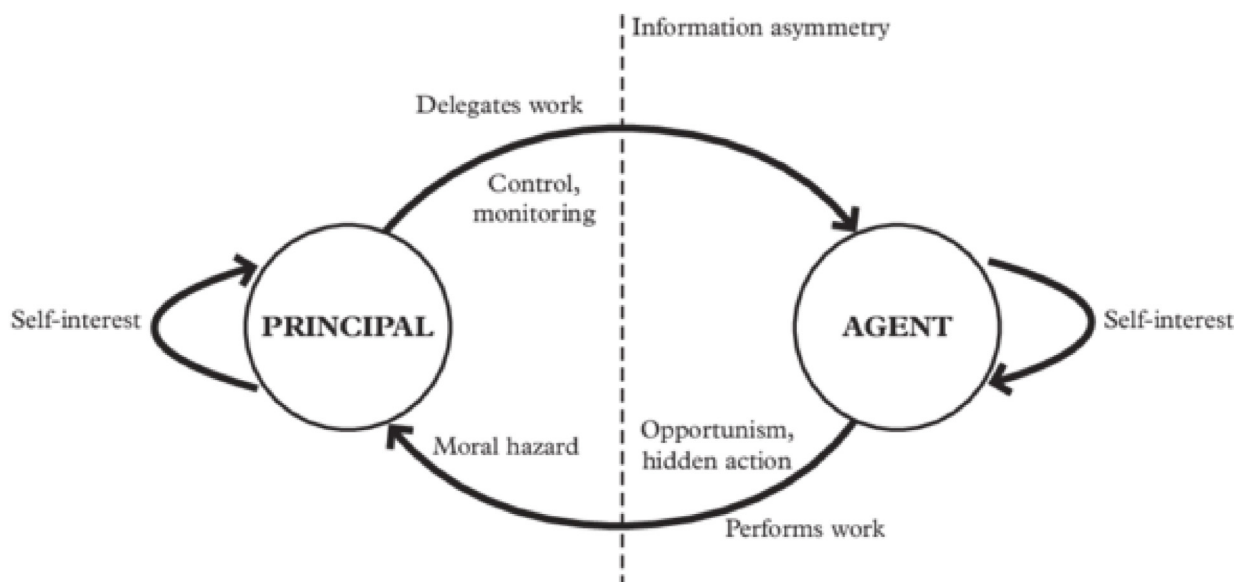 Information asymmetry
Delegates work
Control,
monitoring
Self-interest
PRINCIPAL
AGENT
Self-interest
Moral hazard
Opportunism,
hidden action
Performs work